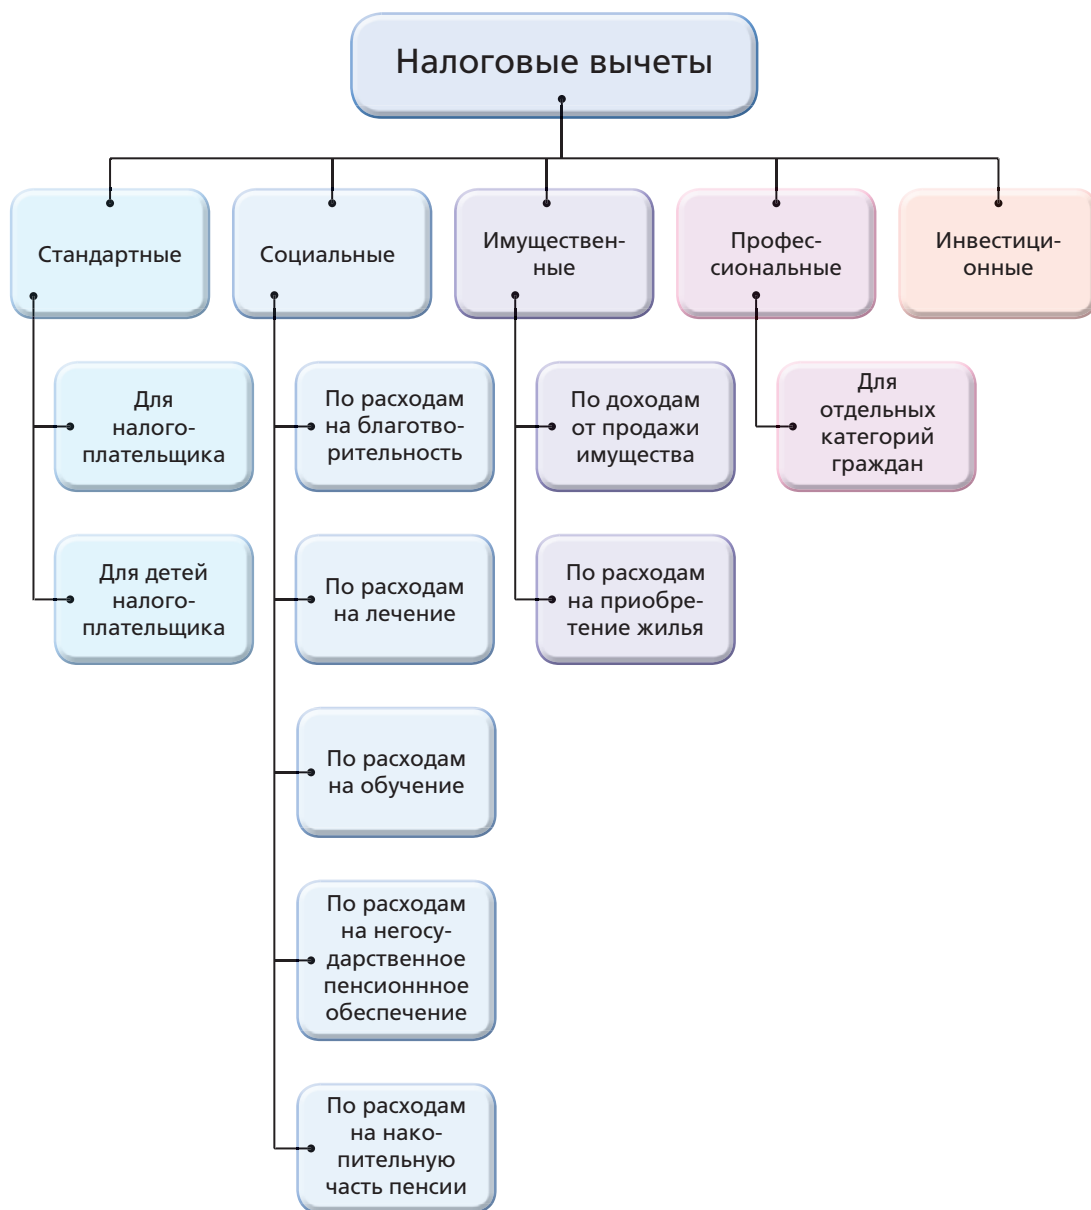 Налоговые вычеты
Стандартные
Социальные
Имуществен-
ные
Профес-
сиональные
Инвестици-
онные
Для
налого-
плательщика
Для детей
налого-
плательщика
По расходам
на благотво-
рительность
По расходам
на лечение
По расходам
на обучение
По расходам
на негосу-
дарственное
пенсионнное
обеспечение
По расходам
на нако-
пительную
часть пенсии
По доходам
от продажи
имущества
По расходам
на приобре-
тение жилья
Для
отдельных
категорий
граждан